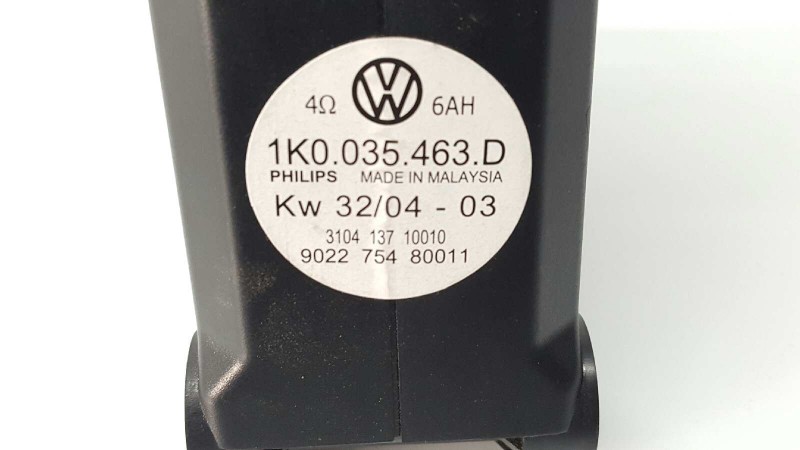 4Ω VW 6AH
1K0.035.463.D
PHILIPS MADE IN MALAYSIA
Kw 32/04 - 03
3104 137 10010
9022 754 80011